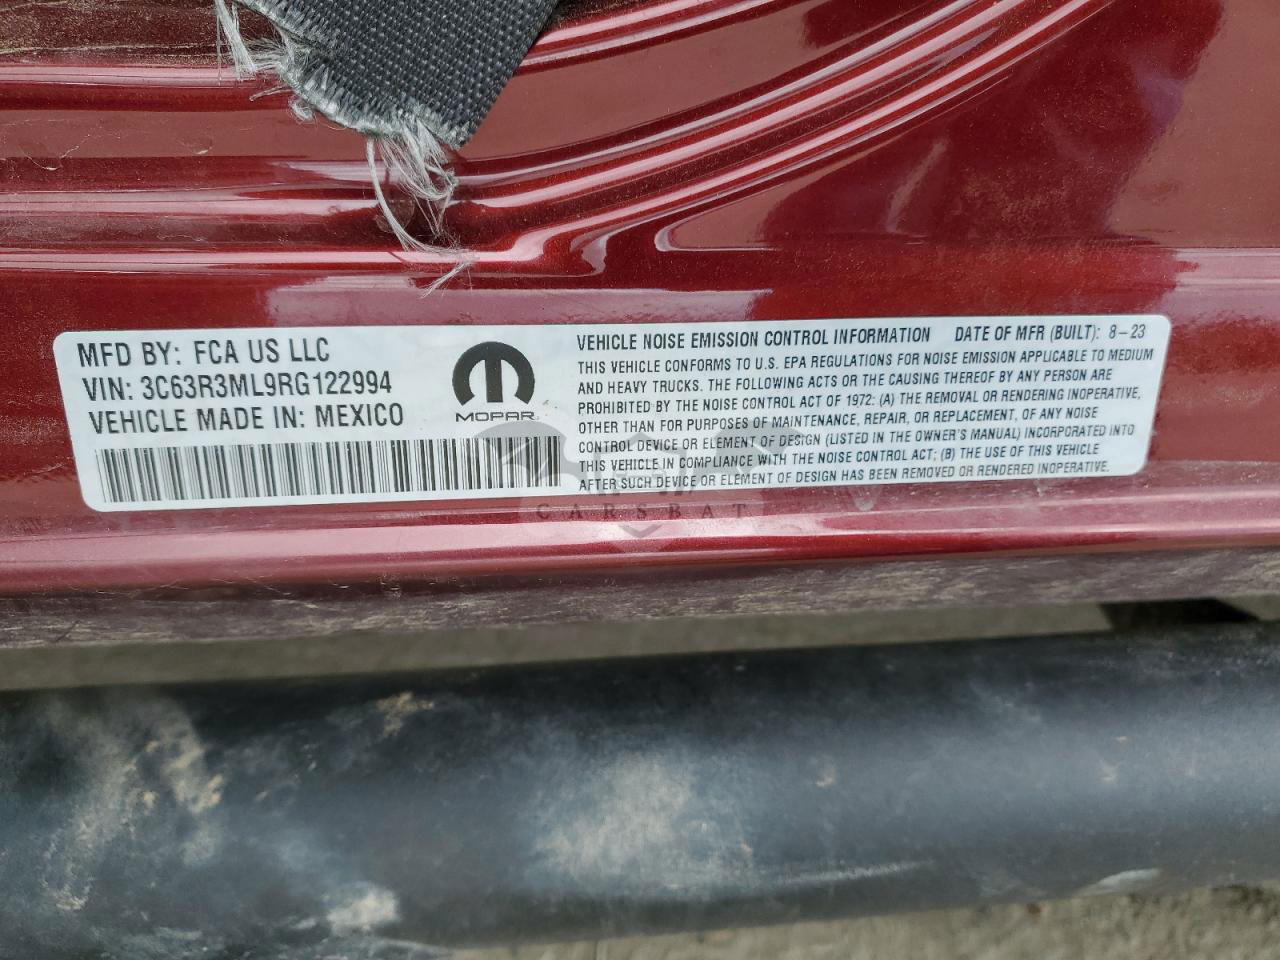 MFD BY: FCA US LLC
VIN: 3C63R3ML9RG122994
VEHICLE MADE IN: MEXICO
MOPAR
VEHICLE NOISE EMISSION CONTROL INFORMATION DATE OF MFR (BUILT): 8-23
THIS VEHICLE CONFORMS TO U.S. EPA REGULATIONS FOR NOISE EMISSION APPLICABLE TO MEDIUM
AND HEAVY TRUCKS. THE FOLLOWING ACTS OR THE CAUSING THEREOF BY ANY PERSON ARE
PROHIBITED BY THE NOISE CONTROL ACT OF 1972: (A) THE REMOVAL OR RENDERING INOPERATIVE,
OTHER THAN FOR PURPOSES OF MAINTENANCE, REPAIR, OR REPLACEMENT, OF ANY NOISE
CONTROL DEVICE OR ELEMENT OF DESIGN (LISTED IN THE OWNER'S MANUAL) INCORPORATED INTO
THIS VEHICLE IN COMPLIANCE WITH THE NOISE CONTROL ACT; (B) THE USE OF THIS VEHICLE
AFTER SUCH DEVICE OR ELEMENT OF DESIGN HAS BEEN REMOVED OR RENDERED INOPERATIVE.
CARSBAT